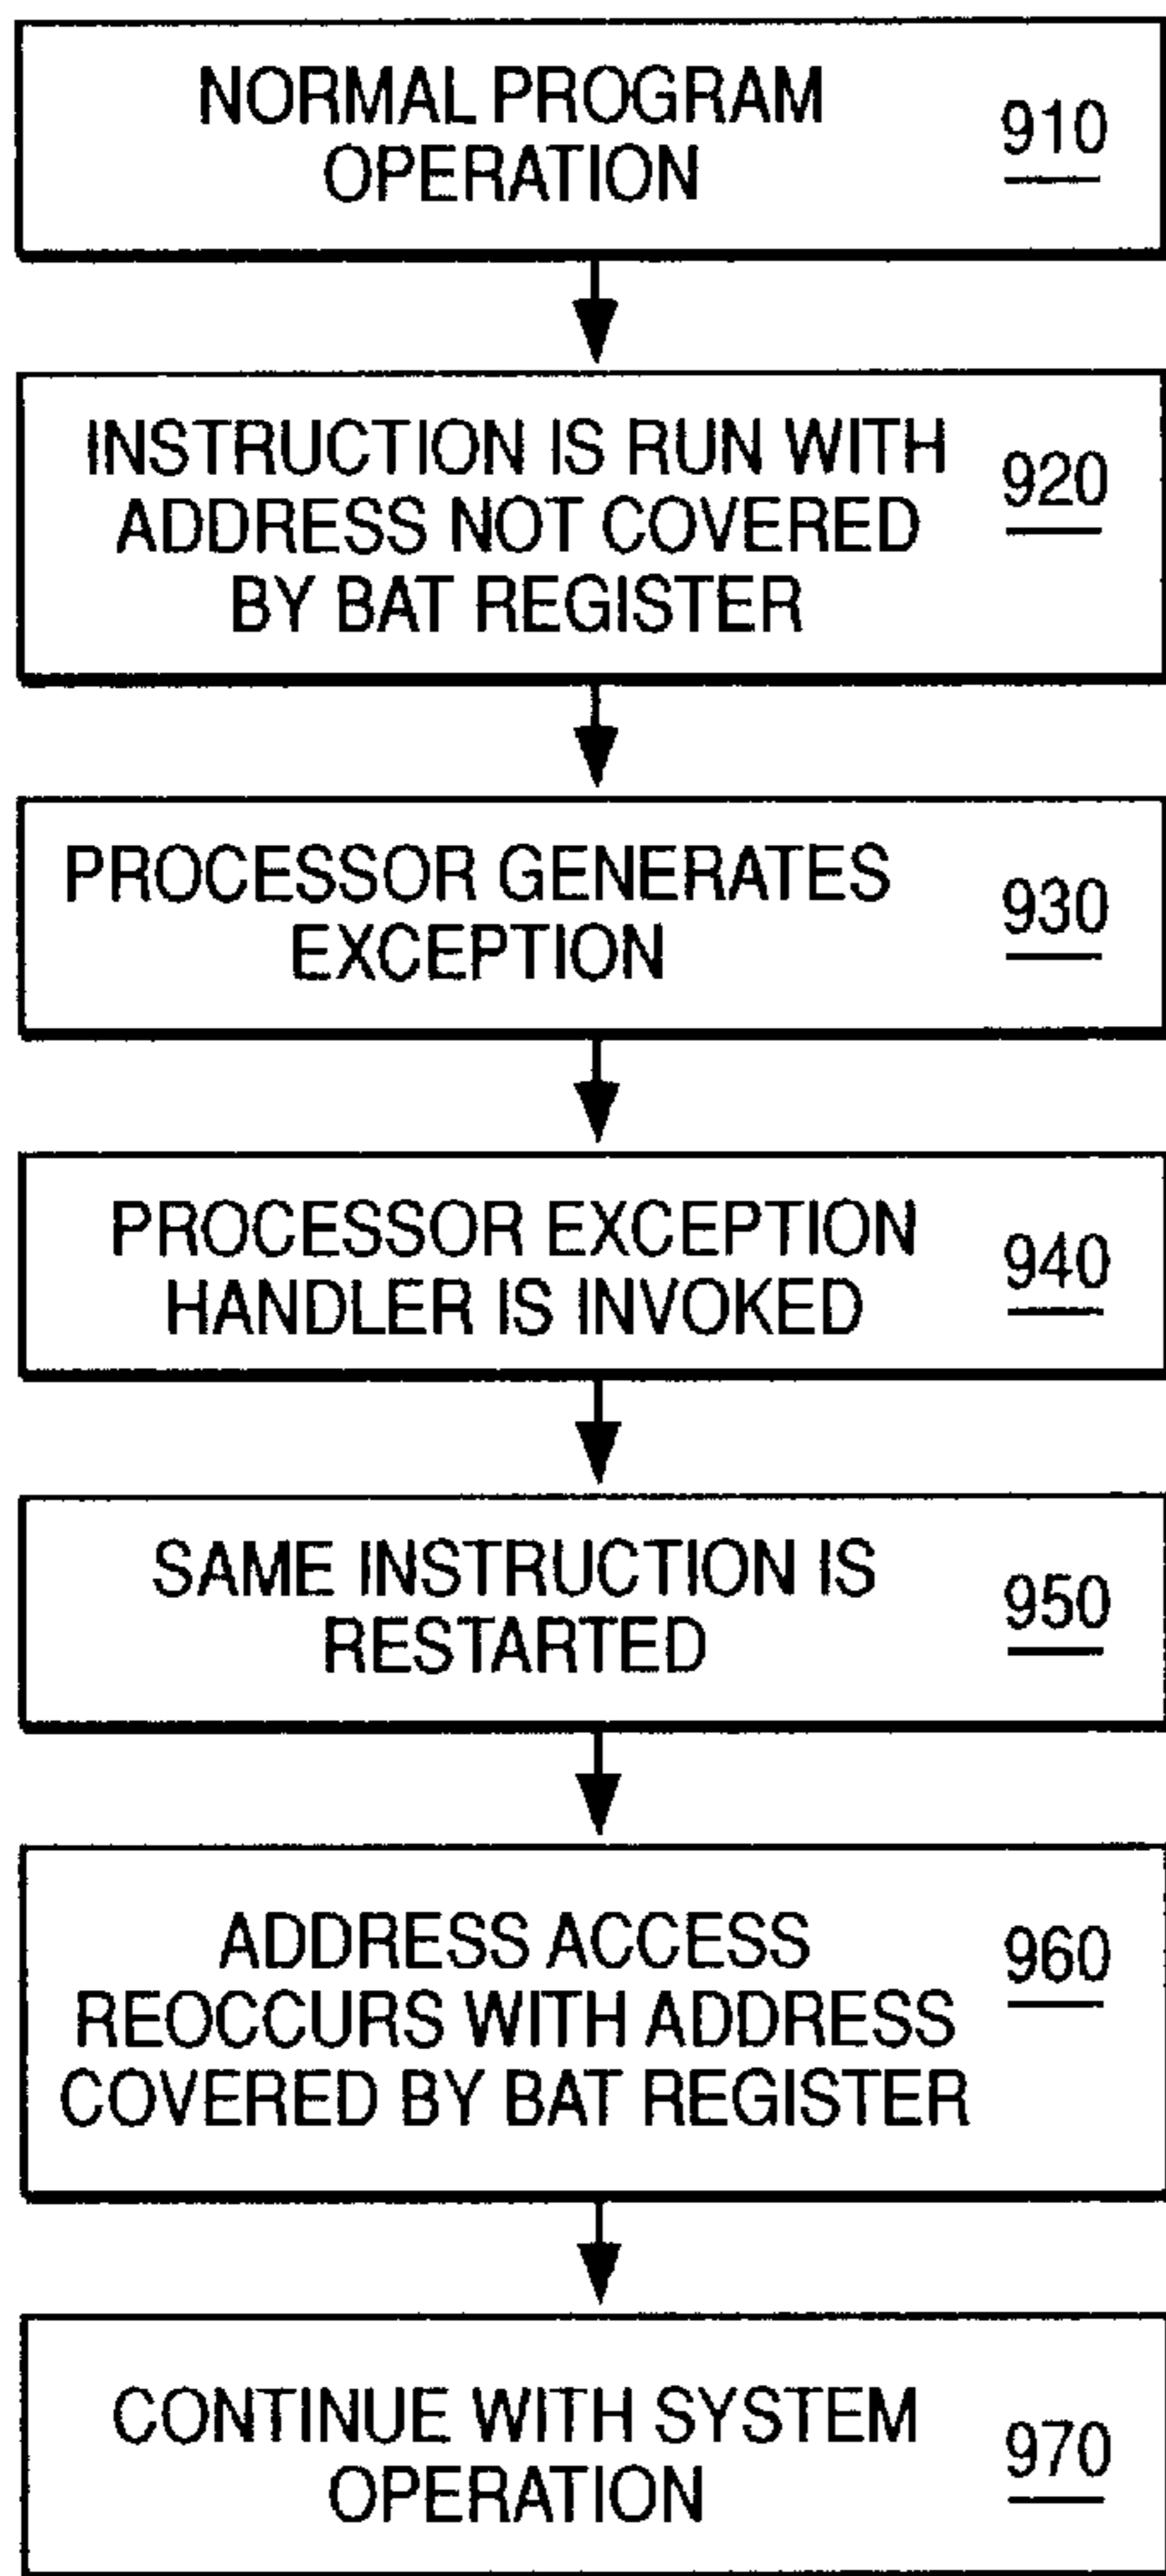 NORMAL PROGRAM
OPERATION
910
INSTRUCTION IS RUN WITH
ADDRESS NOT COVERED
BY BAT REGISTER
920
PROCESSOR GENERATES
EXCEPTION
930
PROCESSOR EXCEPTION
HANDLER IS INVOKED
940
SAME INSTRUCTION IS
RESTARTED
950
ADDRESS ACCESS
REOCCURS WITH ADDRESS
COVERED BY BAT REGISTER
960
CONTINUE WITH SYSTEM
OPERATION
970